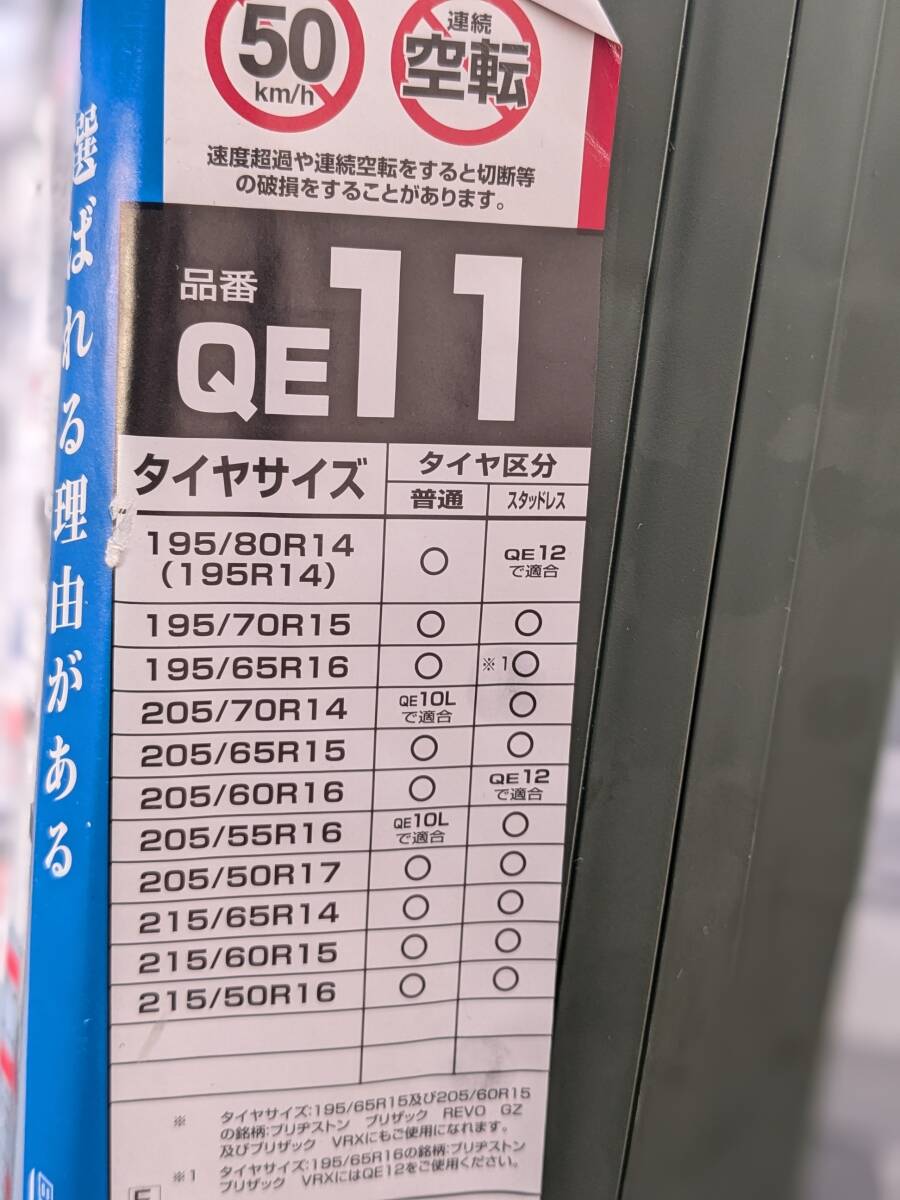 50
km/h
連続
空転
速度超過や連続空転をすると切断等
の破損をすることがあります。
選ばれる理由がある
品番
QE11
タイヤサイズ
タイヤ区分
普通 スタッドレス
195/80R14
(195R14)
○
QE12
で適合
195/70R15 ○ ○
195/65R16 ○ ※1○
205/70R14
QE10L
で適合
○
205/65R15 ○ ○
205/60R16 ○
QE12
で適合
205/55R16
QE10L
で適合
○
205/50R17 ○ ○
215/65R14 ○ ○
215/60R15 ○ ○
215/50R16 ○ ○
※ タイヤサイズ:195/65R15及び205/60R15
の銘柄:ブリヂストン ブリザック REVO GZ
及びブリザック VRXにもご使用になれます。
※1 タイヤサイズ:195/65R16の銘柄:ブリヂストン
ブリザック VRXにはQE12をご使用ください。